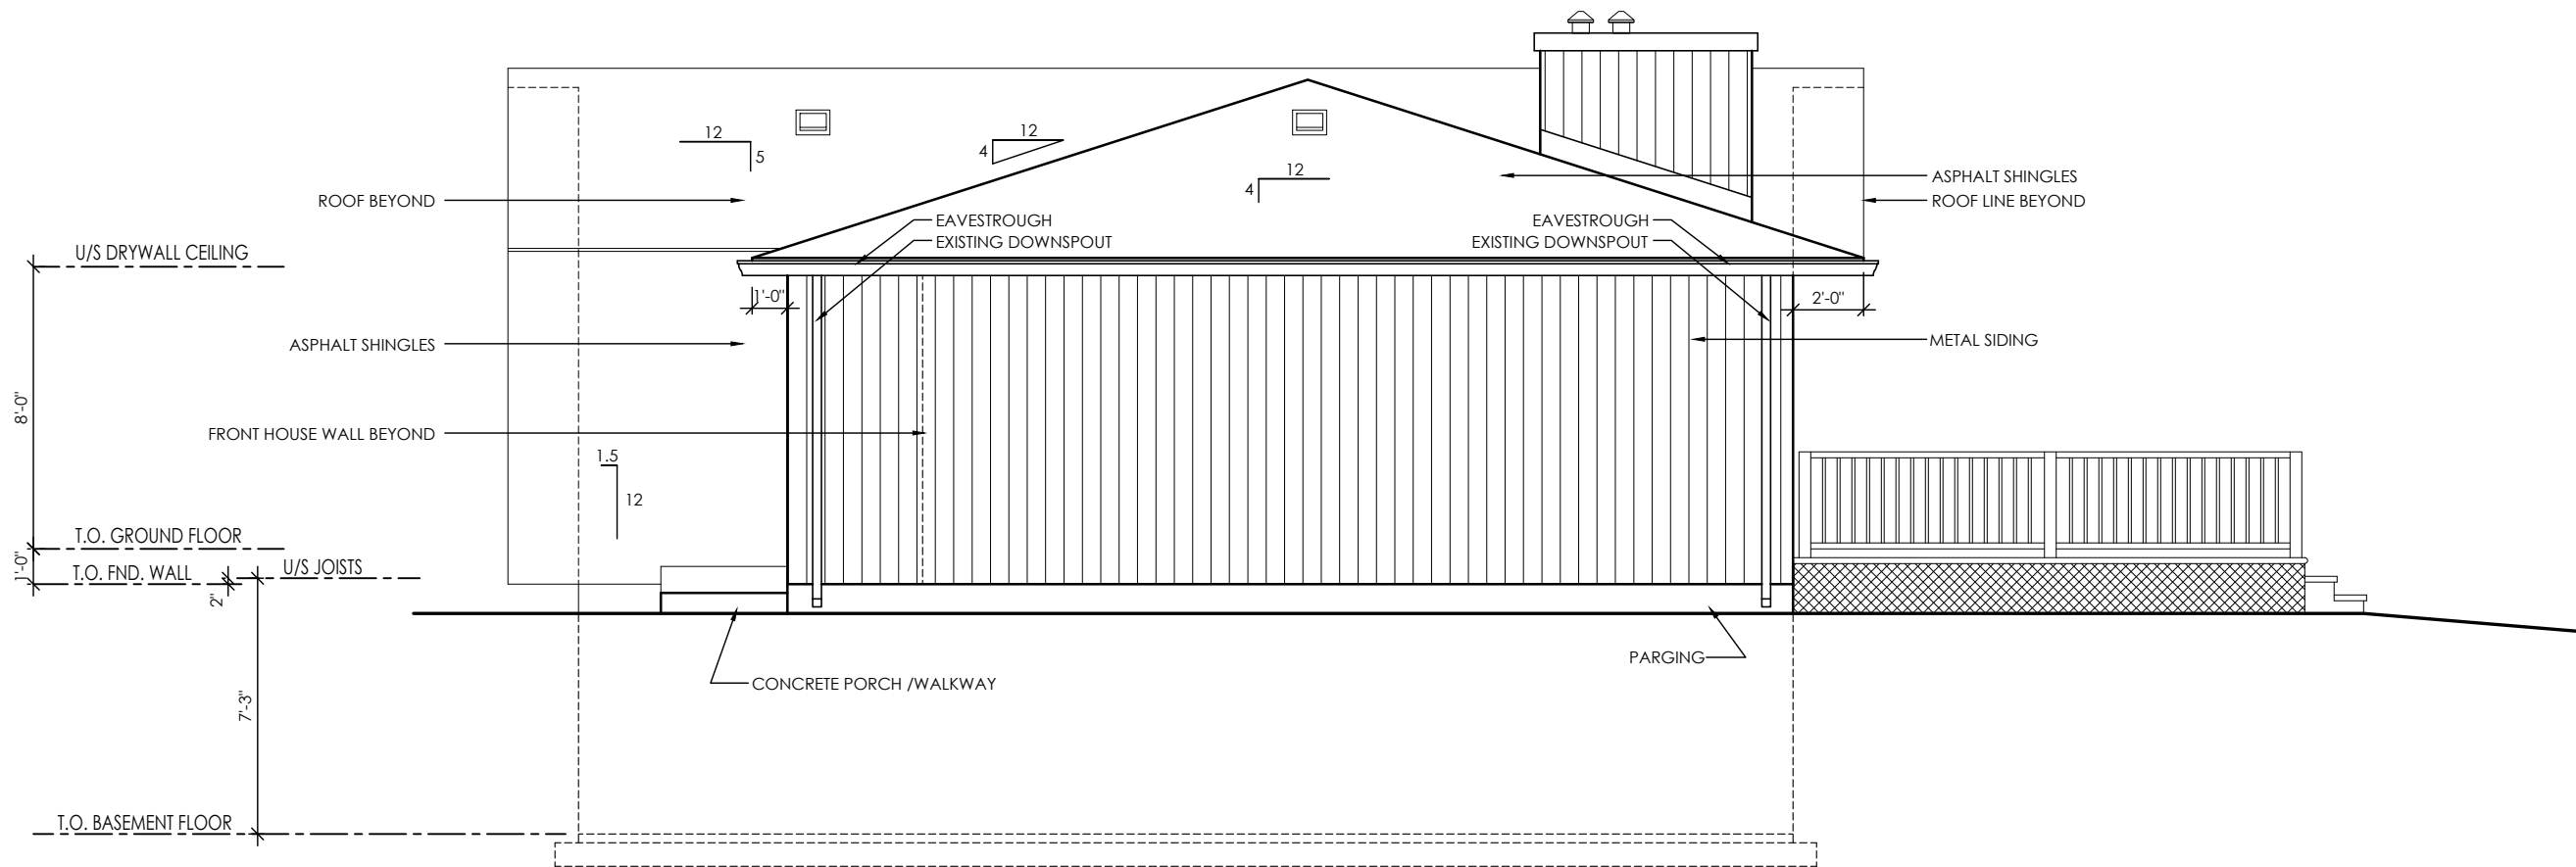 12
5
12
4
12
4
ASPHALT SHINGLES
ROOF BEYOND
ROOF LINE BEYOND
EAVESTROUGH
EAVESTROUGH
EXISTING DOWNSPOUT
EXISTING DOWNSPOUT
U/S DRYWALL CEILING
1'-0"
2'-0"
ASPHALT SHINGLES
METAL SIDING
8'-0"
FRONT HOUSE WALL BEYOND
1.5
12
T.O. GROUND FLOOR
1'-0"
T.O. FND. WALL
U/S JOISTS
2"
PARGING
CONCRETE PORCH /WALKWAY
7'-3"
T.O. BASEMENT FLOOR